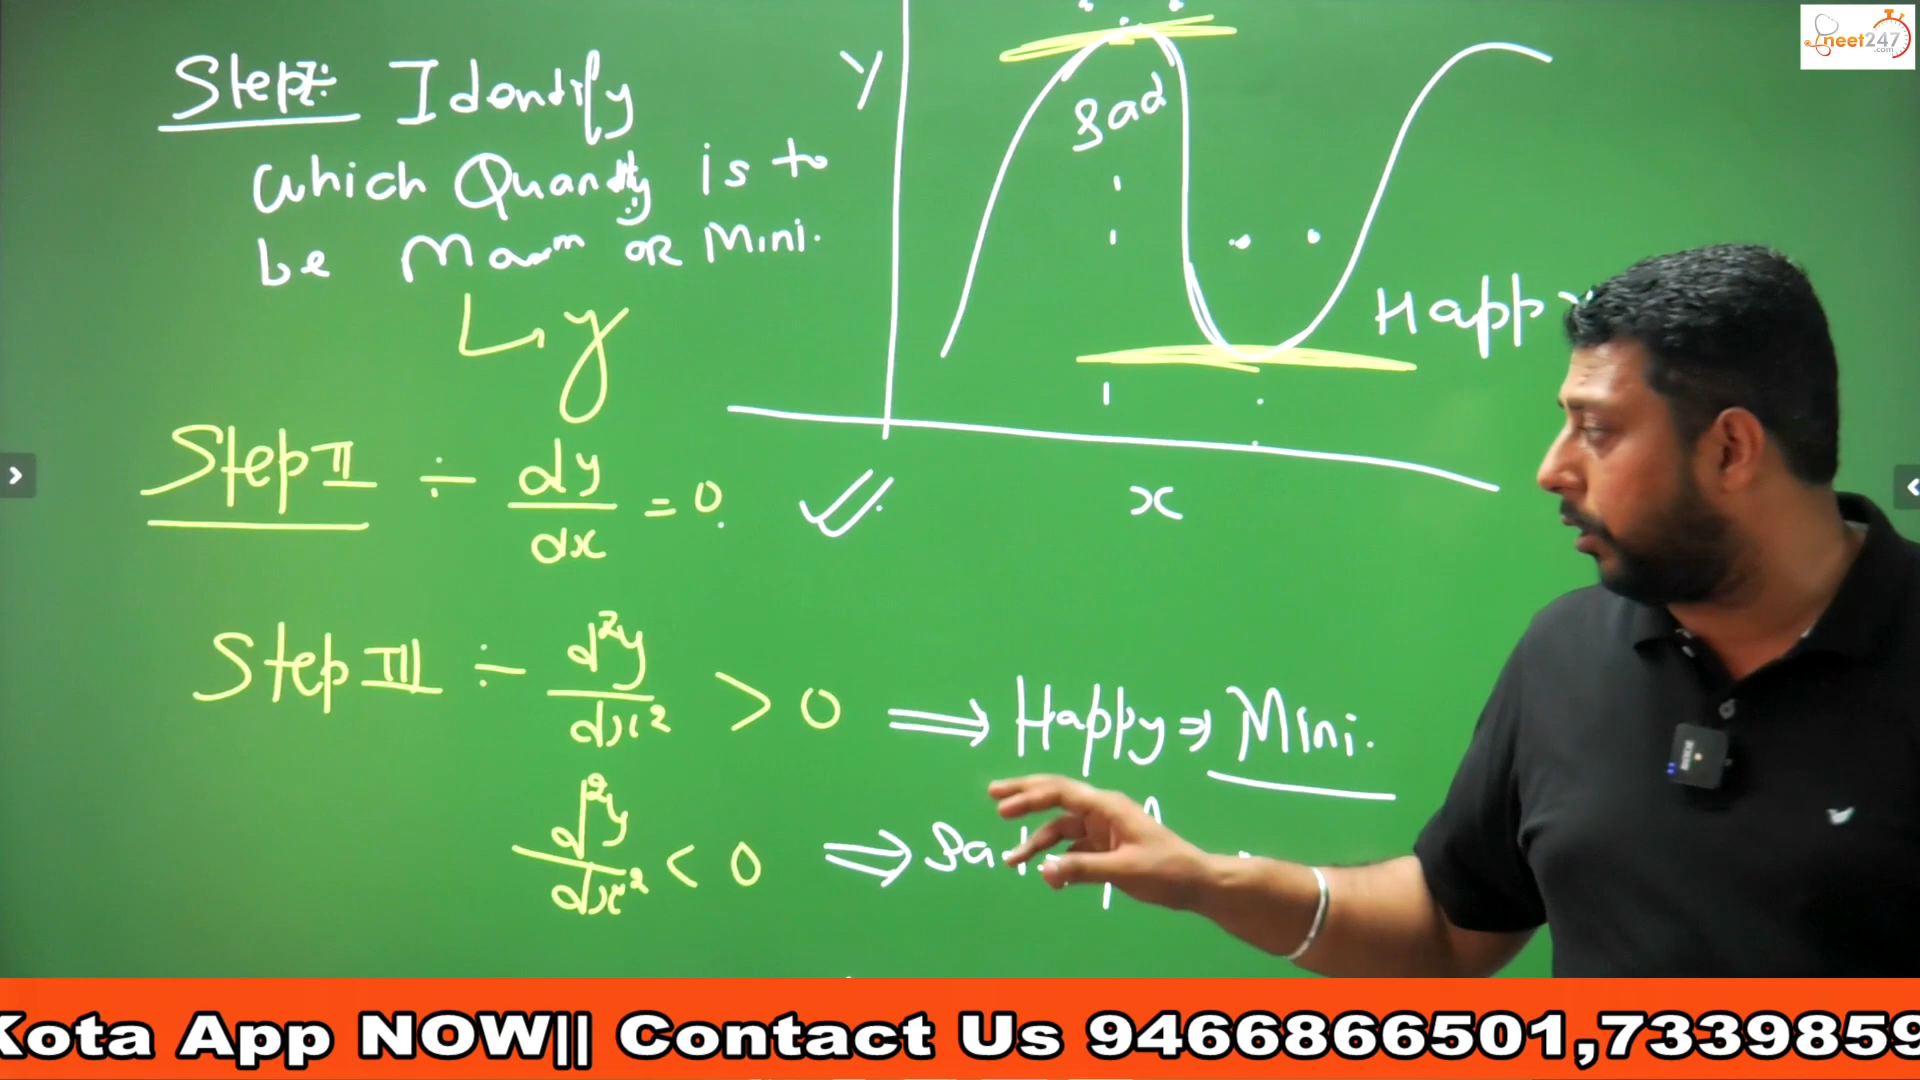 Step I :- Identify
which Quantity is to
be Maxm OR Mini.
↳ y
Step II ÷ dy/dx = 0
Step III ÷ d²y/dx² > 0 ⇒ Happy ⇒ Mini.
d²y/dx² < 0 ⇒
Y
Sad
Happy
x
neet247
.com
Kota App NOW|| Contact Us 9466866501,7339859